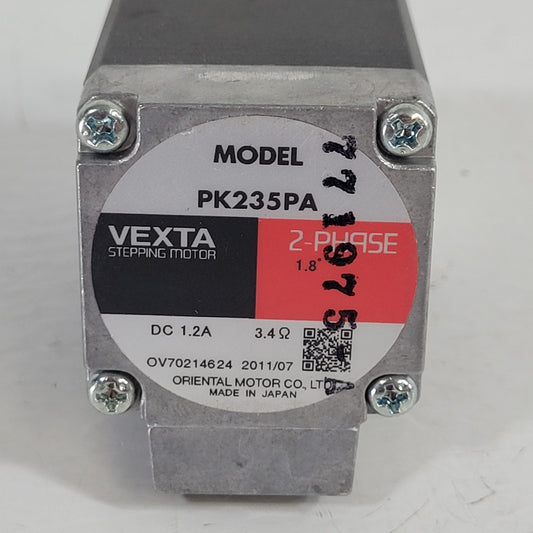 MODEL
PK235PA
VEXTA
STEPPING MOTOR
2-PHASE
1.8°
DC 1.2A 3.4Ω
OV70214624 2011/07
ORIENTAL MOTOR CO., LTD.
MADE IN JAPAN
771975-A